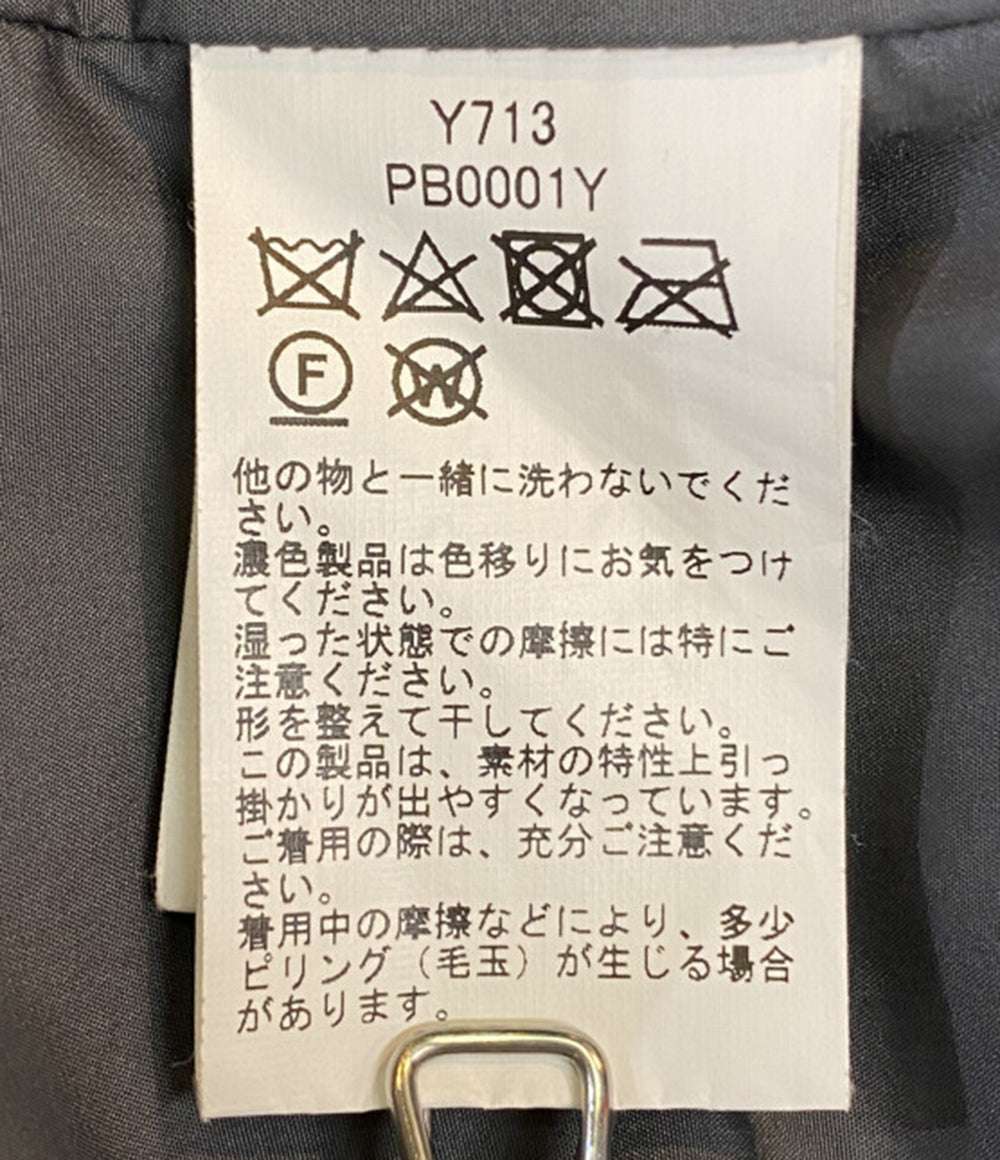 Y713
PB0001Y
F
W
他の物と一緒に洗わないでくだ
さい。
濃色製品は色移りにお気をつけ
てください。
湿った状態での摩擦には特にご
注意ください。
形を整えて干してください。
この製品は、素材の特性上引っ
掛かりが出やすくなっています。
ご着用の際は、充分ご注意くだ
さい。
着用中の摩擦などにより、多少
ピリング（毛玉）が生じる場合
があります。